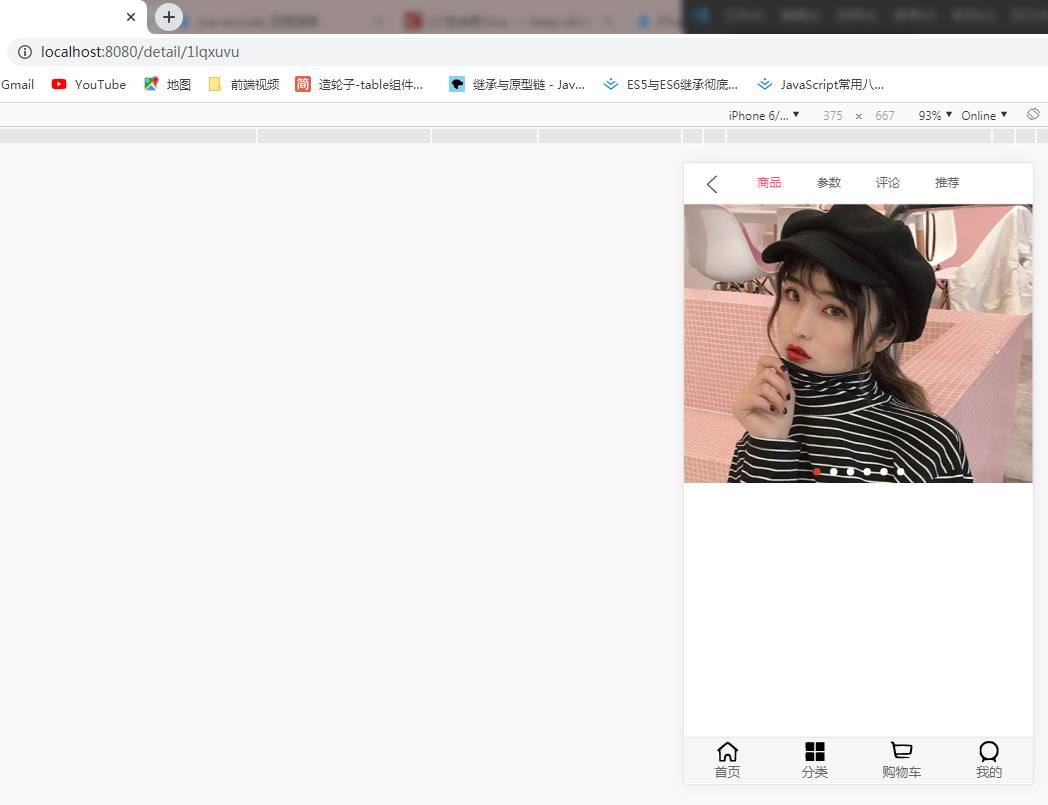 localhost:8080/detail/1lqxuvu
Gmail YouTube 地图 前端视频 简 造轮子-table组件... 继承与原型链 - Jav... ES5与ES6继承彻底... JavaScript常用八...
iPhone 6/... ▼ 375 × 667 93% ▼ Online ▼
商品 参数 评论 推荐
首页 分类 购物车 我的